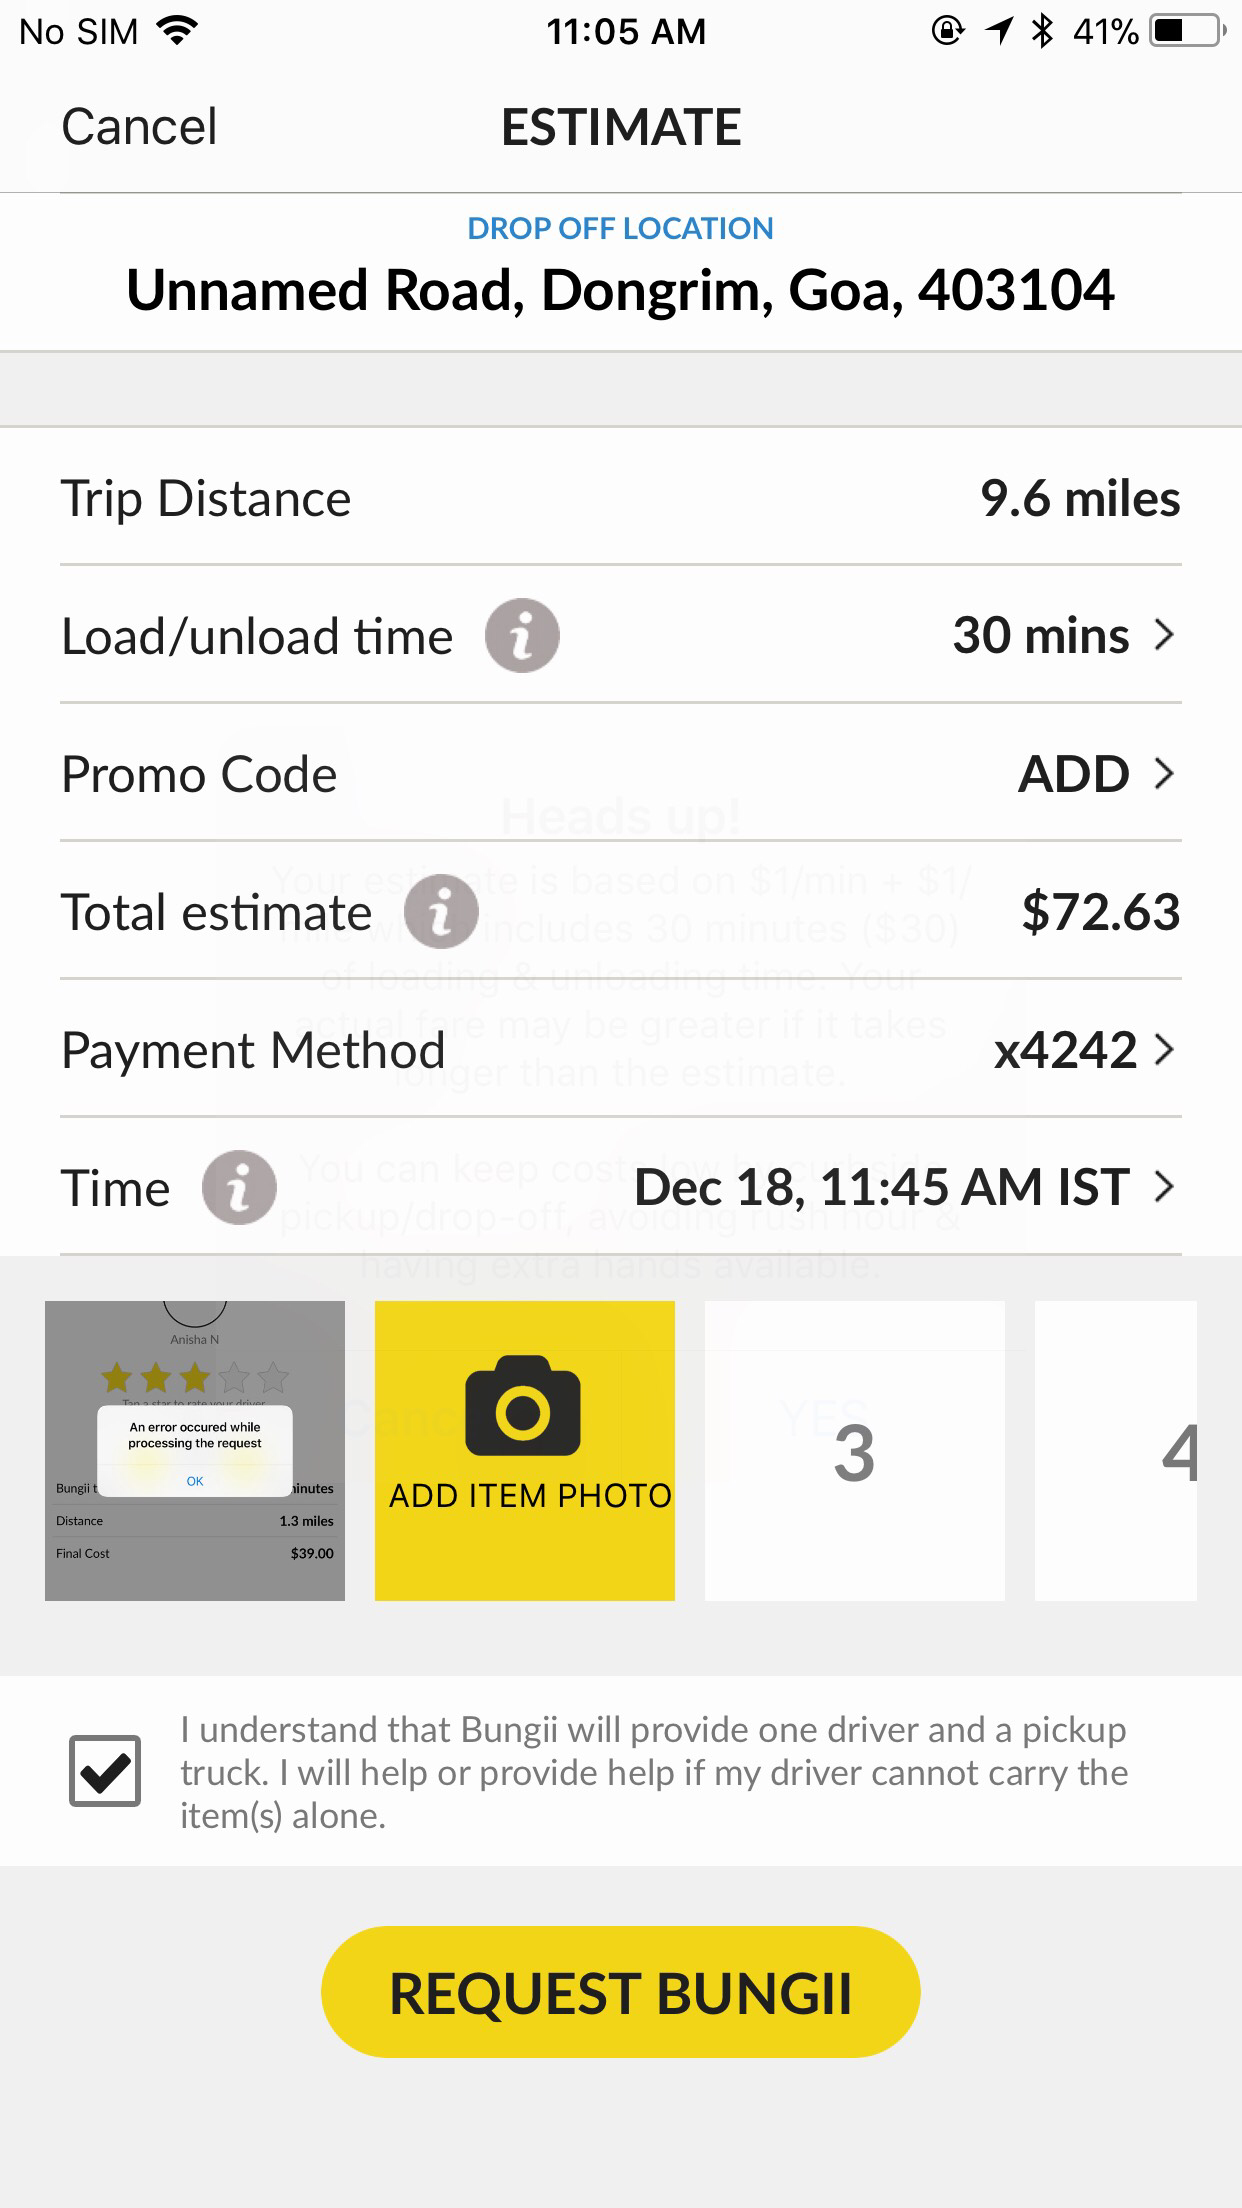 No SIM 11:05 AM 41%
Cancel ESTIMATE
DROP OFF LOCATION
Unnamed Road, Dongrim, Goa, 403104
Trip Distance 9.6 miles
Load/unload time i 30 mins >
Promo Code ADD >
Heads up!
Your estimate is based on $1/min + $1/
Total estimate i $72.63
which includes 30 minutes ($30)
of loading & unloading time. Your
actual fare may be greater if it takes
Payment Method x4242 >
longer than the estimate.
You can keep costs low by curbside
Time i Dec 18, 11:45 AM IST >
pickup/drop-off, avoiding rush hour &
having extra hands available.
Anisha N
Tap a star to rate your driver
An error occured while
processing the request
OK
Bungii t inutes
Distance 1.3 miles
Final Cost $39.00
ADD ITEM PHOTO
Cancel YES
3
4
I understand that Bungii will provide one driver and a pickup
truck. I will help or provide help if my driver cannot carry the
item(s) alone.
REQUEST BUNGII